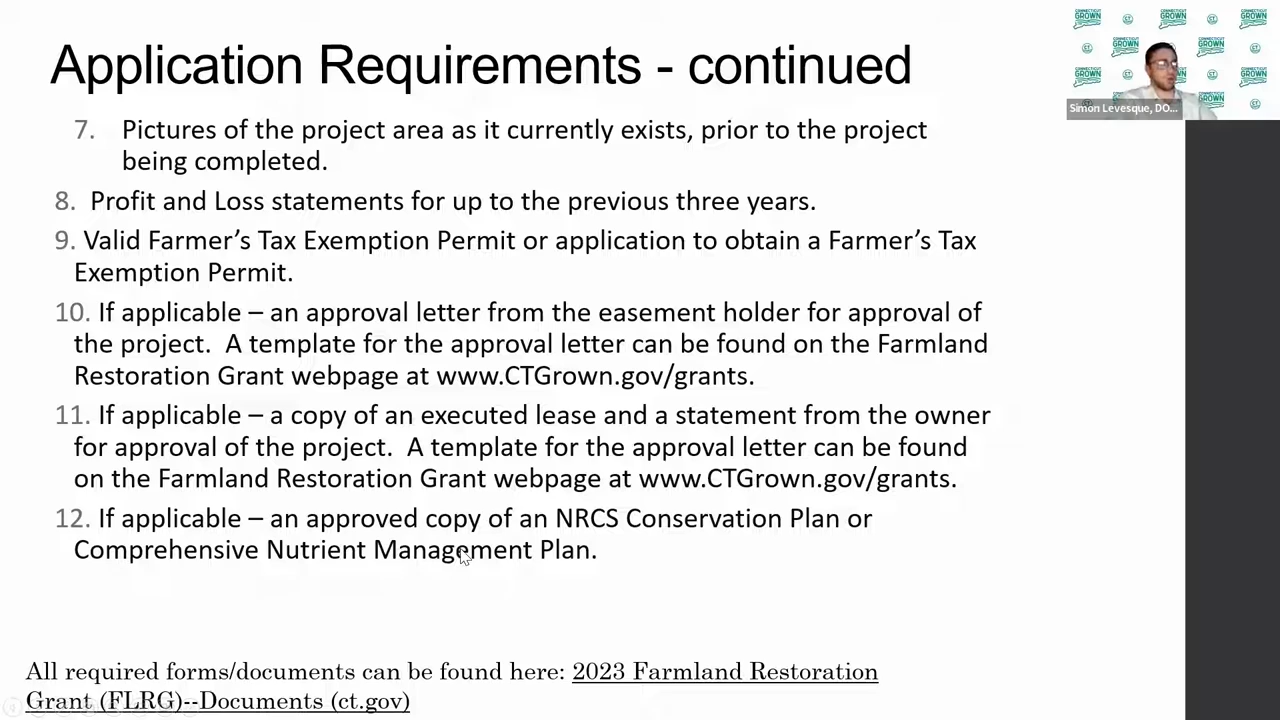 Application Requirements - continued
7. Pictures of the project area as it currently exists, prior to the project
being completed.
8. Profit and Loss statements for up to the previous three years.
9. Valid Farmer’s Tax Exemption Permit or application to obtain a Farmer’s Tax
Exemption Permit.
10. If applicable – an approval letter from the easement holder for approval of
the project. A template for the approval letter can be found on the Farmland
Restoration Grant webpage at www.CTGrown.gov/grants.
11. If applicable – a copy of an executed lease and a statement from the owner
for approval of the project. A template for the approval letter can be found
on the Farmland Restoration Grant webpage at www.CTGrown.gov/grants.
12. If applicable – an approved copy of an NRCS Conservation Plan or
Comprehensive Nutrient Management Plan.
All required forms/documents can be found here: 2023 Farmland Restoration
Grant (FLRG)--Documents (ct.gov)
CONNECTICUT
GROWN
CT
Simon Levesque, DO...